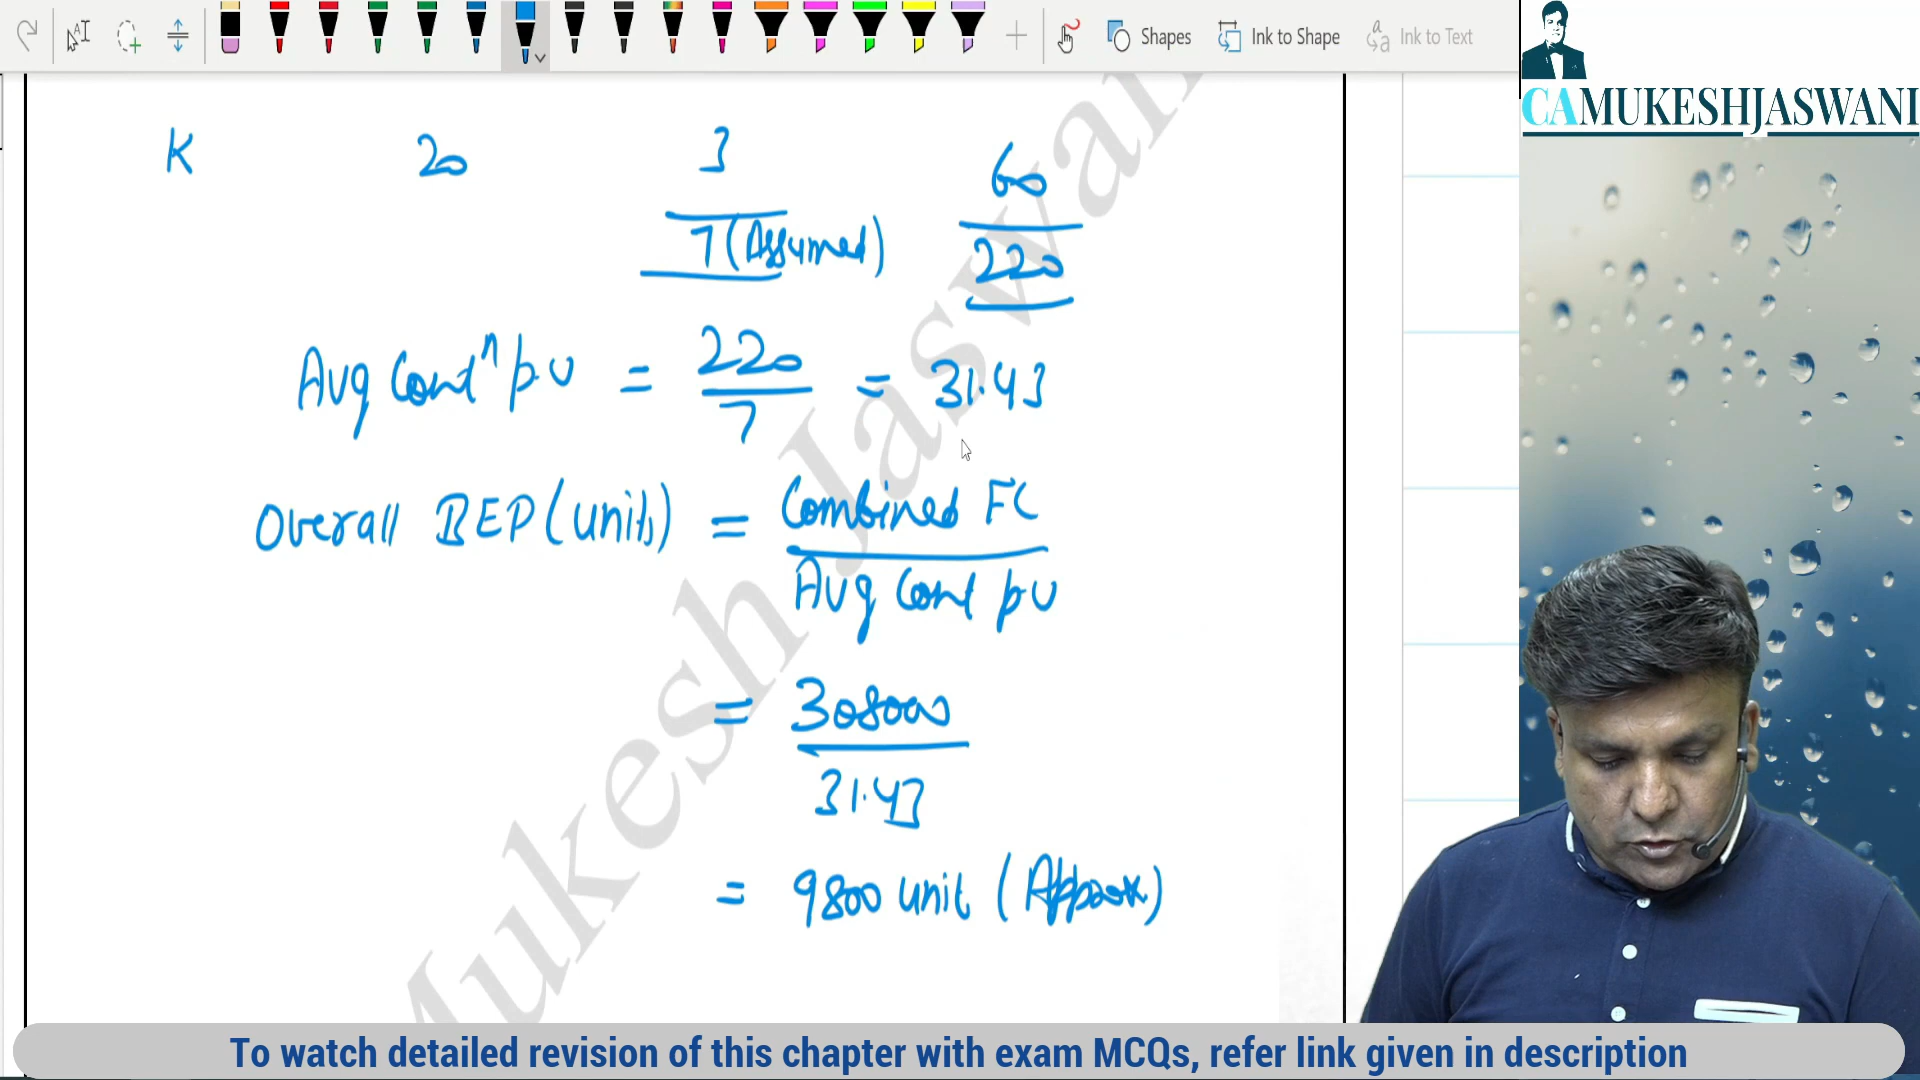 Shapes
Ink to Shape
Ink to Text
CAMUKESHJASWANI
K 20 3 60
7 (Assumed) 220
Avg Contn p.u = 220 / 7 = 31.43
Overall BEP (units) = Combined FC / Avg Cont pu
= 308000 / 31.43
= 9800 unit (Approx)
Mukesh Jaswani
To watch detailed revision of this chapter with exam MCQs, refer link given in description